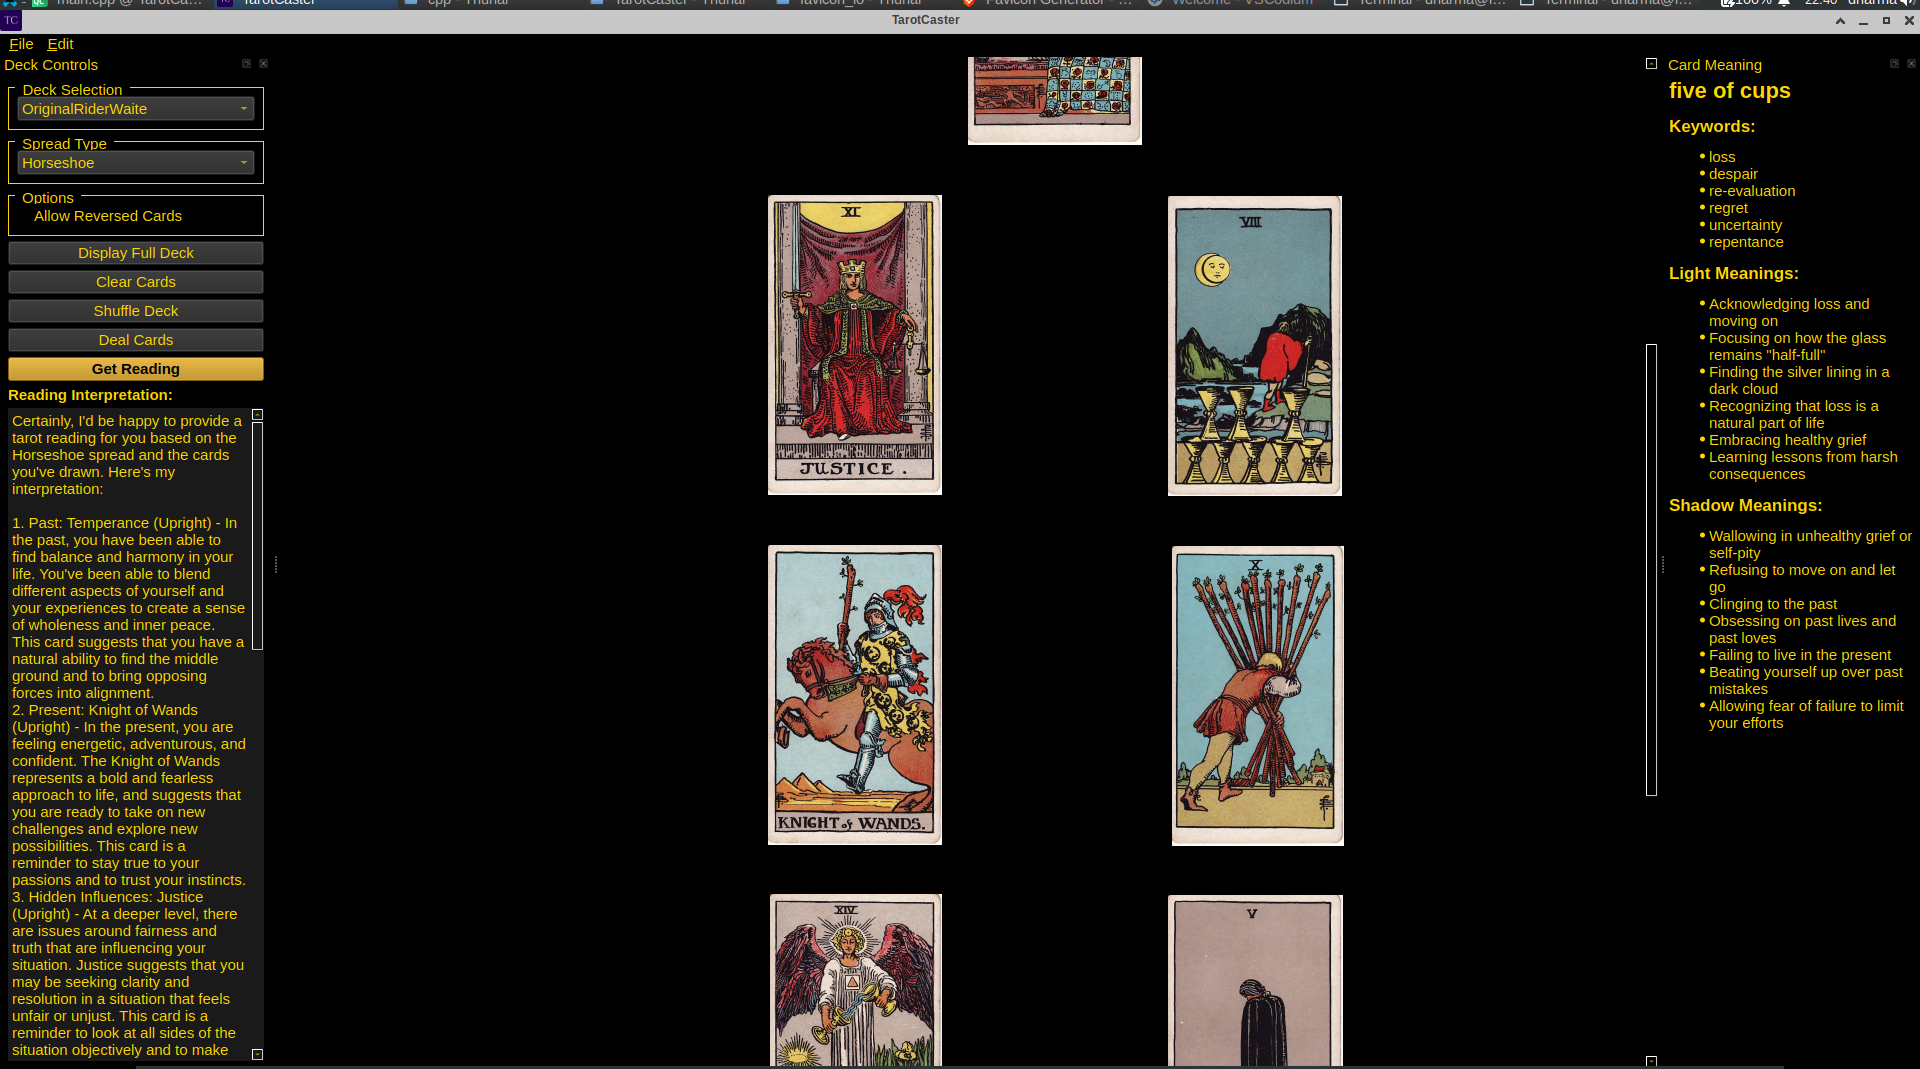 TarotCaster
File Edit
Deck Controls
Deck Selection
OriginalRiderWaite
Spread Type
Horseshoe
Options
Allow Reversed Cards
Display Full Deck
Clear Cards
Shuffle Deck
Deal Cards
Get Reading
Reading Interpretation:
Certainly, I'd be happy to provide a
tarot reading for you based on the
Horseshoe spread and the cards
you've drawn. Here's my
interpretation:
1. Past: Temperance (Upright) - In
the past, you have been able to
find balance and harmony in your
life. You've been able to blend
different aspects of yourself and
your experiences to create a sense
of wholeness and inner peace.
This card suggests that you have a
natural ability to find the middle
ground and to bring opposing
forces into alignment.
2. Present: Knight of Wands
(Upright) - In the present, you are
feeling energetic, adventurous, and
confident. The Knight of Wands
represents a bold and fearless
approach to life, and suggests that
you are ready to take on new
challenges and explore new
possibilities. This card is a
reminder to stay true to your
passions and to trust your instincts.
3. Hidden Influences: Justice
(Upright) - At a deeper level, there
are issues around fairness and
truth that are influencing your
situation. Justice suggests that you
may be seeking clarity and
resolution in a situation that feels
unfair or unjust. This card is a
reminder to look at all sides of the
situation objectively and to make
XI
JUSTICE.
VIII
KNIGHT of WANDS.
X
XIV
V
Card Meaning
five of cups
Keywords:
loss
despair
re-evaluation
regret
uncertainty
repentance
Light Meanings:
Acknowledging loss and
moving on
Focusing on how the glass
remains "half-full"
Finding the silver lining in a
dark cloud
Recognizing that loss is a
natural part of life
Embracing healthy grief
Learning lessons from harsh
consequences
Shadow Meanings:
Wallowing in unhealthy grief or
self-pity
Refusing to move on and let
go
Clinging to the past
Obsessing on past lives and
past loves
Failing to live in the present
Beating yourself up over past
mistakes
Allowing fear of failure to limit
your efforts